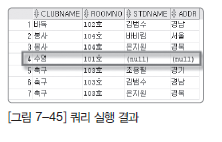 CLUBNAME ROOMNO STDNAME ADDR
1 바둑 102호 김범수 경남
2 봉사 104호 바비킴 서울
3 봉사 104호 은지원 경북
4 수영 101호 (null) (null)
5 축구 103호 조용필 경기
6 축구 103호 김범수 경남
7 축구 103호 은지원 경북
[그림 7-45] 쿼리 실행 결과